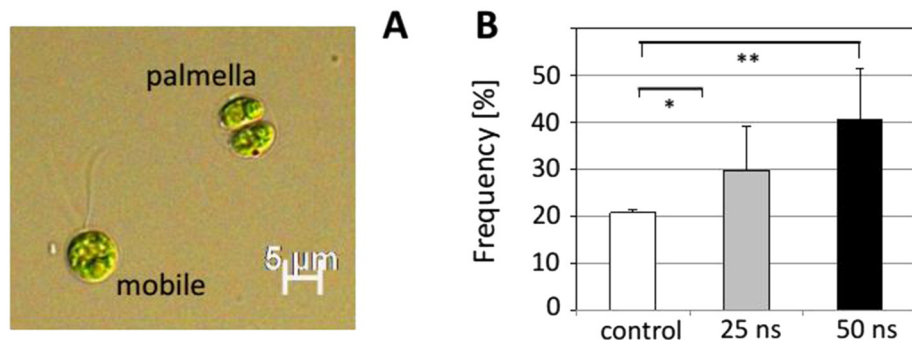 A
palmella
mobile
5 µm
B
Frequency [%]
50
40
30
20
10
0
**
*
control 25 ns 50 ns